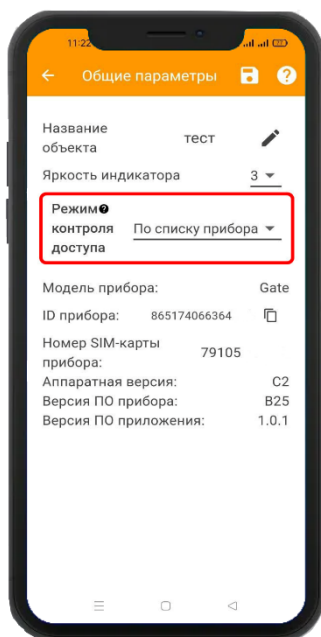 11:22
Общие параметры
Название объекта тест
Яркость индикатора 3
Режим контроля доступа По списку прибора
Модель прибора: Gate
ID прибора: 865174066364
Номер SIM-карты прибора: 79105
Аппаратная версия: C2
Версия ПО прибора: B25
Версия ПО приложения: 1.0.1